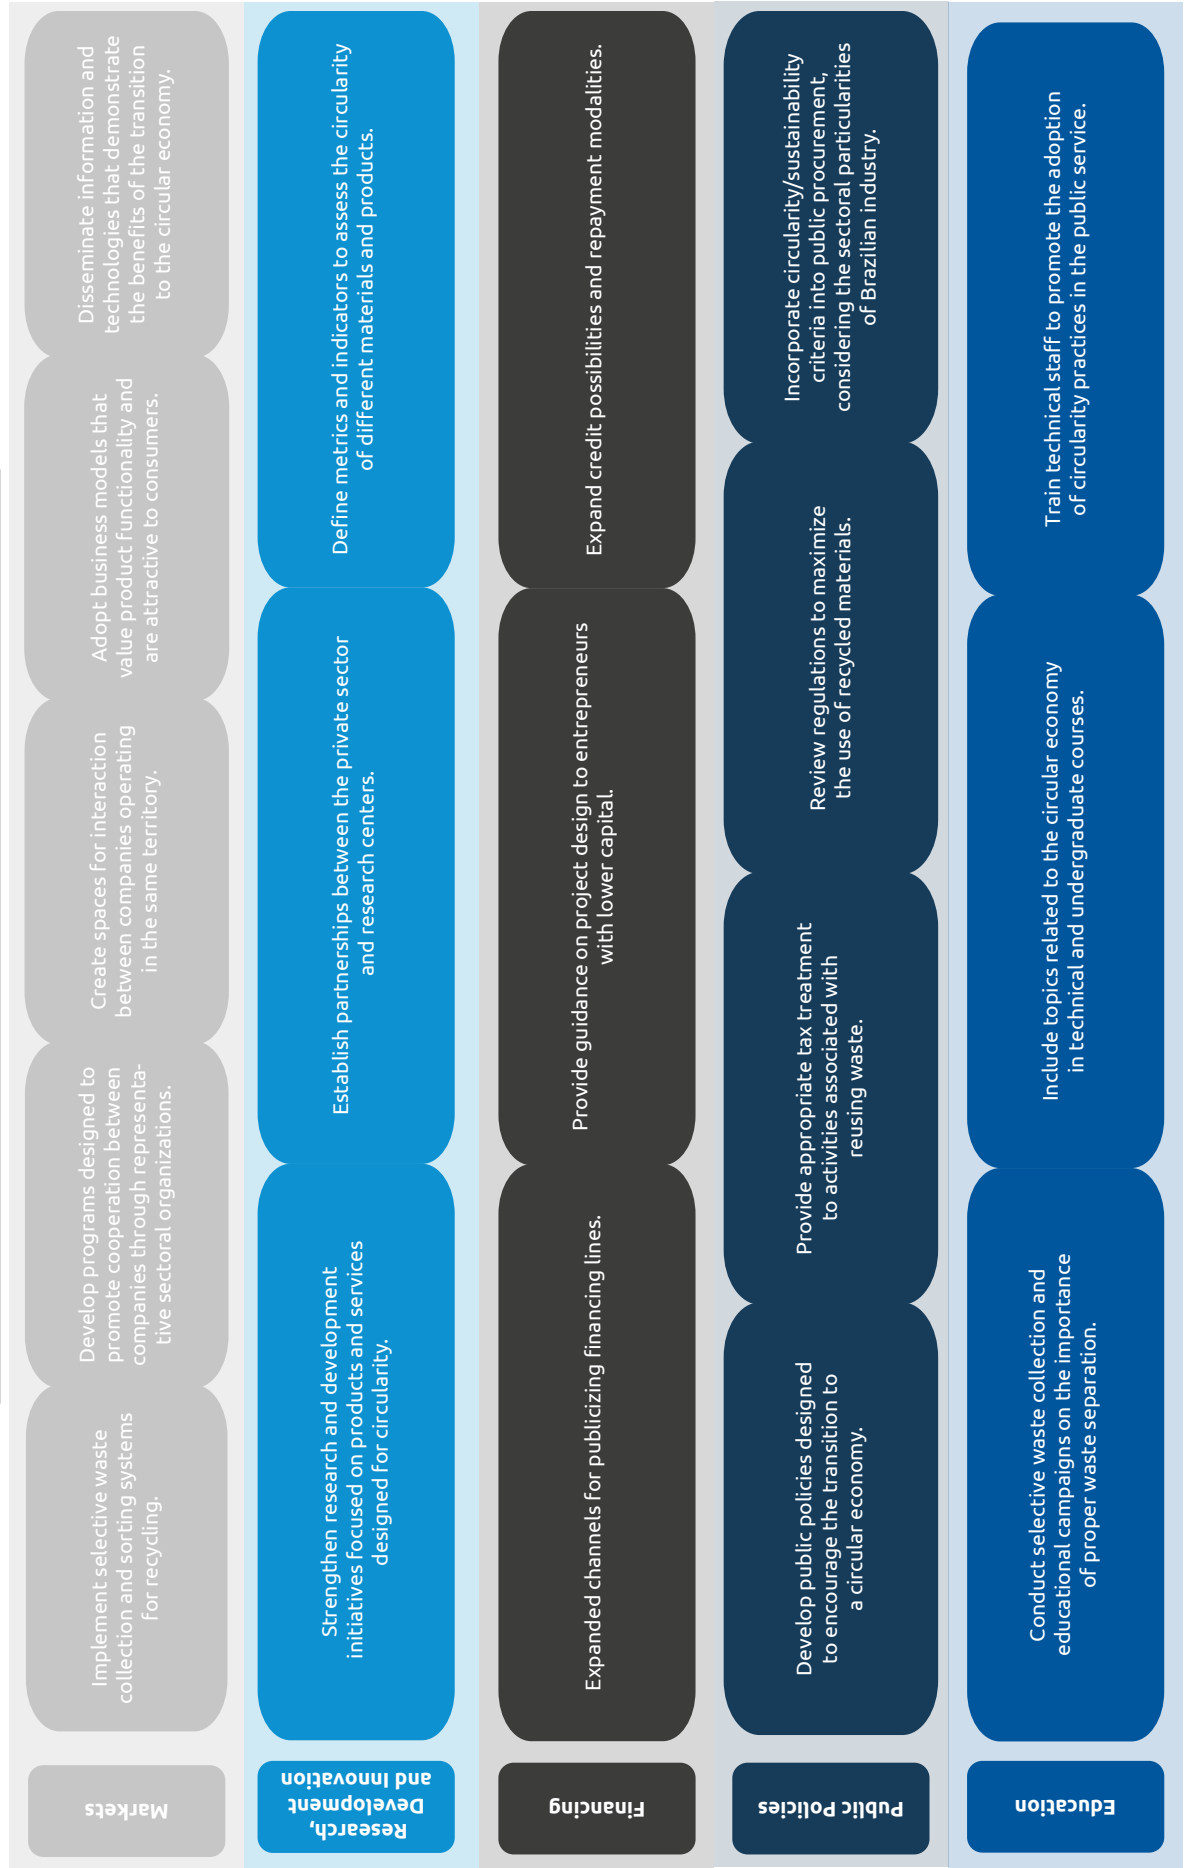 Markets
Implement selective waste
collection and sorting systems
for recycling.
Develop programs designed to
promote cooperation between
companies through representa-
tive sectoral organizations.
Create spaces for interaction
between companies operating
in the same territory.
Adopt business models that
value product functionality and
are attractive to consumers.
Disseminate information and
technologies that demonstrate
the benefits of the transition
to the circular economy.
Research,
Development
and Innovation
Strengthen research and development
initiatives focused on products and services
designed for circularity.
Establish partnerships between the private sector
and research centers.
Define metrics and indicators to assess the circularity
of different materials and products.
Financing
Expanded channels for publicizing financing lines.
Provide guidance on project design to entrepreneurs
with lower capital.
Expand credit possibilities and repayment modalities.
Public Policies
Develop public policies designed
to encourage the transition to
a circular economy.
Provide appropriate tax treatment
to activities associated with
reusing waste.
Review regulations to maximize
the use of recycled materials.
Incorporate circularity/sustainability
criteria into public procurement,
considering the sectoral particularities
of Brazilian industry.
Education
Conduct selective waste collection and
educational campaigns on the importance
of proper waste separation.
Include topics related to the circular economy
in technical and undergraduate courses.
Train technical staff to promote the adoption
of circularity practices in the public service.